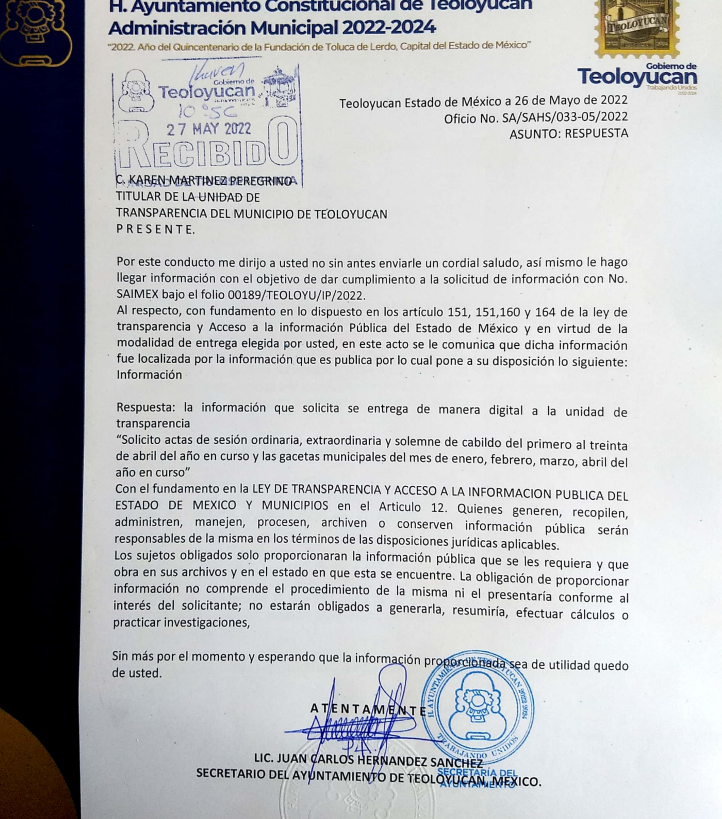 H. Ayuntamiento Constitucional de Teoloyucan
Administración Municipal 2022-2024
"2022. Año del Quincentenario de la Fundación de Toluca de Lerdo, Capital del Estado de México"
TEOLOYUCAN
Gobierno de
Teoloyucan
Trabajando Unidos
Gobierno de
Teoloyucan
27 MAY 2022
RECIBIDO
Teoloyucan Estado de México a 26 de Mayo de 2022
Oficio No. SA/SAHS/033-05/2022
ASUNTO: RESPUESTA
C. KAREN MARTINEZ PEREGRINO
TITULAR DE LA UNIDAD DE
TRANSPARENCIA DEL MUNICIPIO DE TEOLOYUCAN
P R E S E N T E.
Por este conducto me dirijo a usted no sin antes enviarle un cordial saludo, así mismo le hago
llegar información con el objetivo de dar cumplimiento a la solicitud de información con No.
SAIMEX bajo el folio 00189/TEOLOYU/IP/2022.
Al respecto, con fundamento en lo dispuesto en los artículo 151, 151,160 y 164 de la ley de
transparencia y Acceso a la información Pública del Estado de México y en virtud de la
modalidad de entrega elegida por usted, en este acto se le comunica que dicha información
fue localizada por la información que es publica por lo cual pone a su disposición lo siguiente:
Información
Respuesta: la información que solicita se entrega de manera digital a la unidad de
transparencia
"Solicito actas de sesión ordinaria, extraordinaria y solemne de cabildo del primero al treinta
de abril del año en curso y las gacetas municipales del mes de enero, febrero, marzo, abril del
año en curso"
Con el fundamento en la LEY DE TRANSPARENCIA Y ACCESO A LA INFORMACION PUBLICA DEL
ESTADO DE MEXICO Y MUNICIPIOS en el Articulo 12. Quienes generen, recopilen,
administren, manejen, procesen, archiven o conserven información pública serán
responsables de la misma en los términos de las disposiciones jurídicas aplicables.
Los sujetos obligados solo proporcionaran la información pública que se les requiera y que
obra en sus archivos y en el estado en que esta se encuentre. La obligación de proporcionar
información no comprende el procedimiento de la misma ni el presentaría conforme al
interés del solicitante; no estarán obligados a generarla, resumiría, efectuar cálculos o
practicar investigaciones,
Sin más por el momento y esperando que la información proporcionada sea de utilidad quedo
de usted.
A T E N T A M E N T E
H. AYUNTAMIENTO DE TEOLOYUCAN 2022 2024
TRABAJANDO UNIDOS
SECRETARÍA DEL
AYUNTAMIENTO
LIC. JUAN CARLOS HERNANDEZ SANCHEZ
SECRETARIO DEL AYUNTAMIENTO DE TEOLOYUCAN, MEXICO.